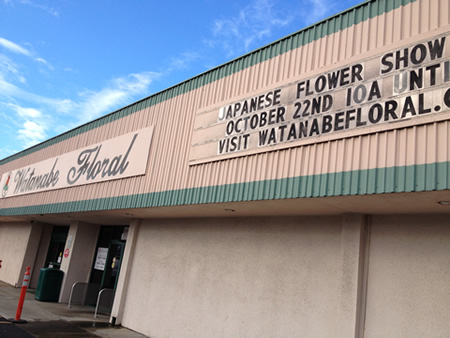 Watanabe Floral
JAPANESE FLOWER SHOW
OCTOBER 22ND 10A UNTI
VISIT WATANABEFLORAL.